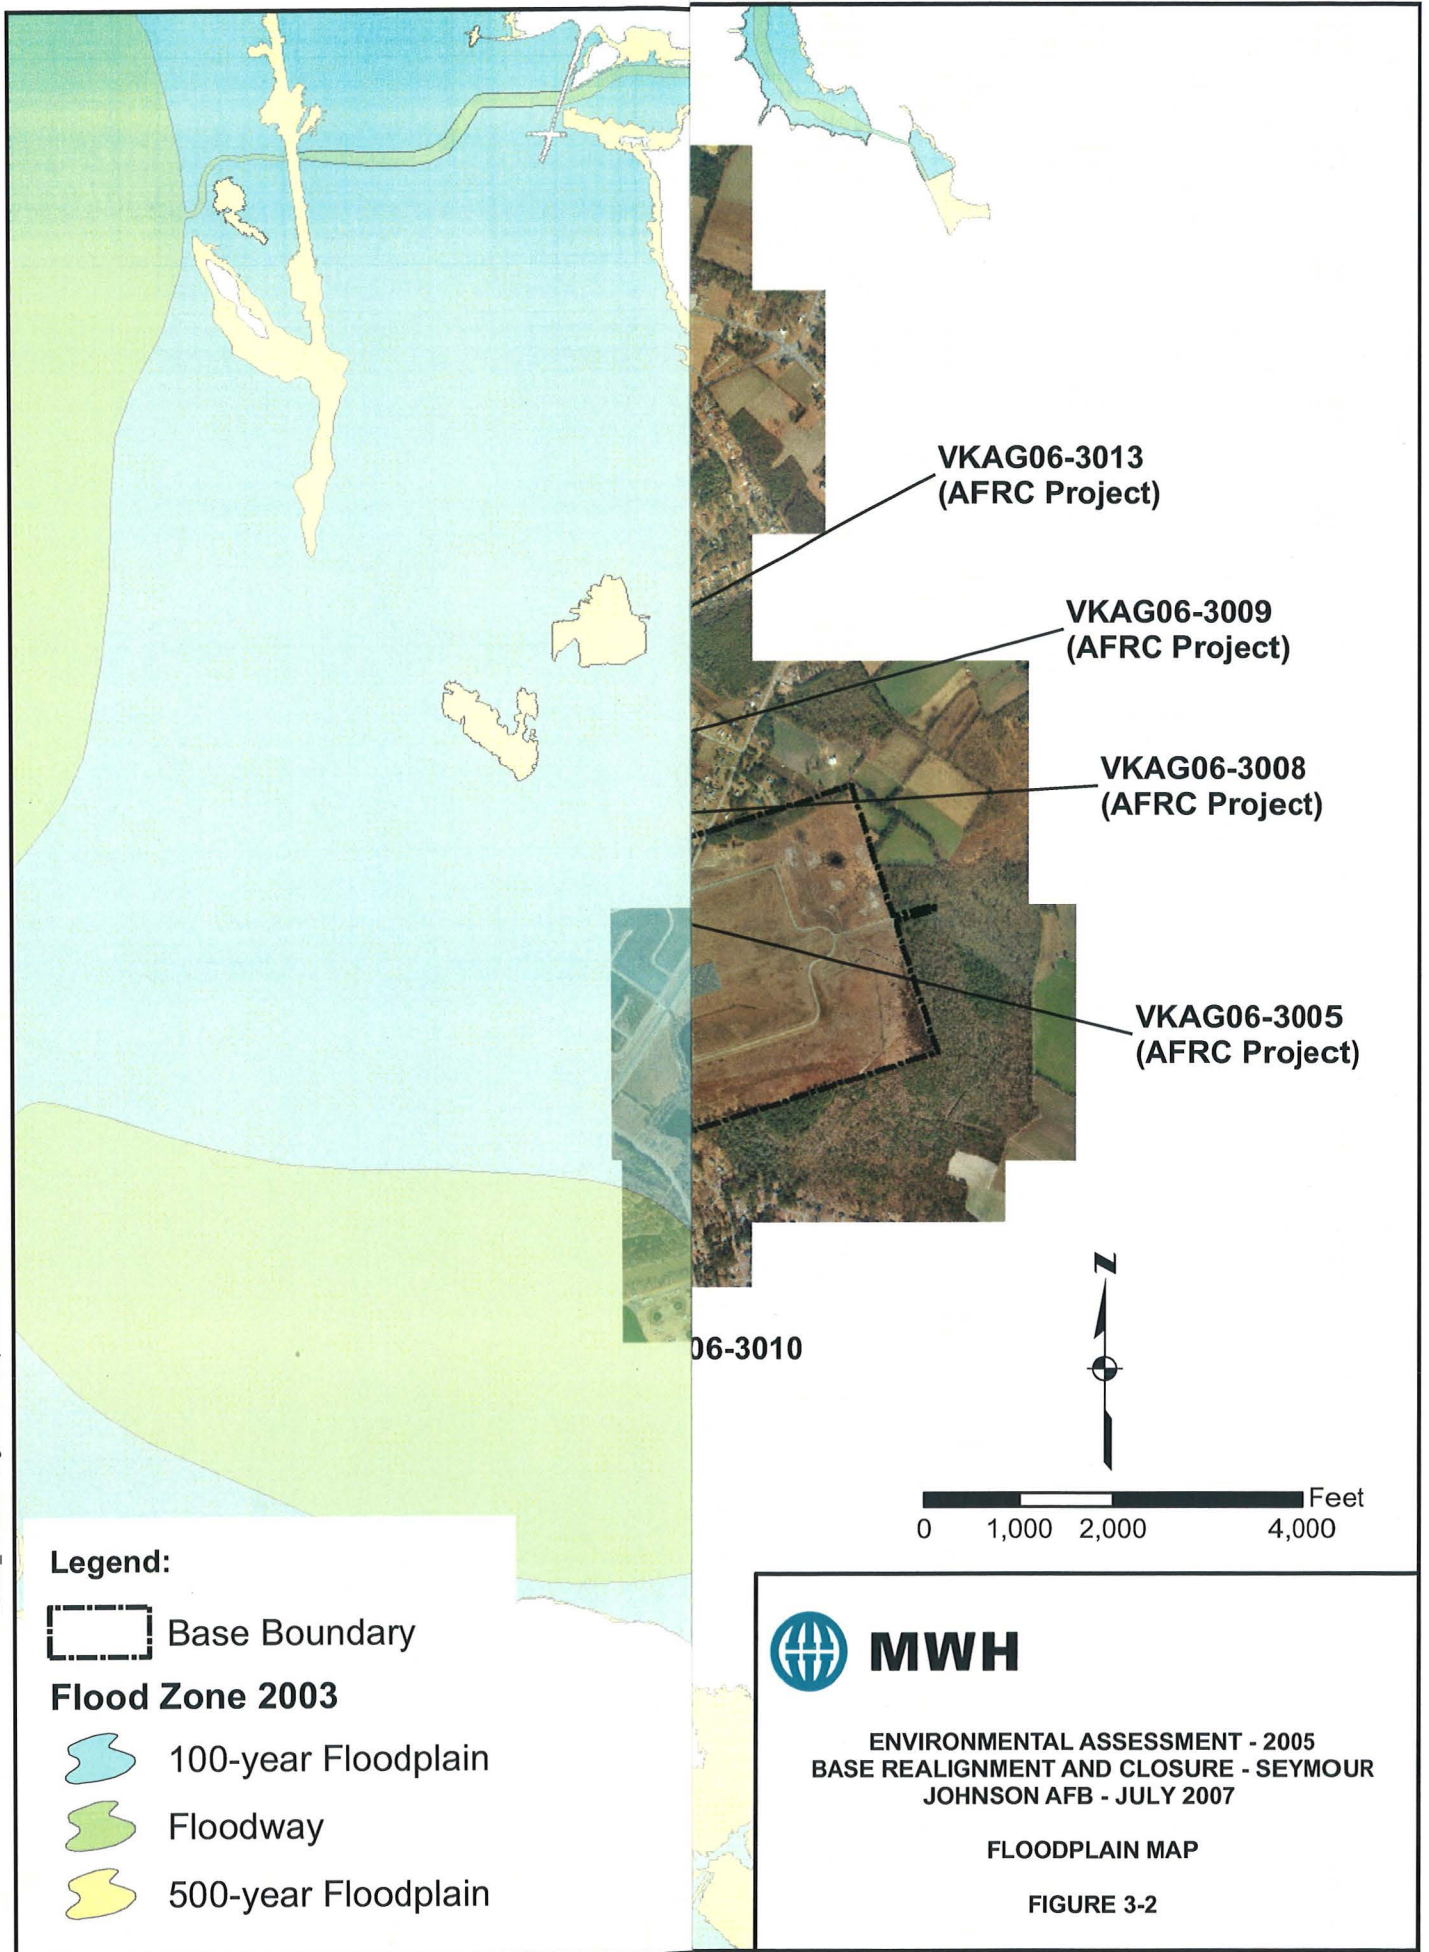 VKAG06-3013
(AFRC Project)
VKAG06-3009
(AFRC Project)
VKAG06-3008
(AFRC Project)
VKAG06-3005
(AFRC Project)
06-3010
N
Feet
0 1,000 2,000 4,000
Legend:
Base Boundary
Flood Zone 2003
100-year Floodplain
Floodway
500-year Floodplain
MWH
ENVIRONMENTAL ASSESSMENT - 2005
BASE REALIGNMENT AND CLOSURE - SEYMOUR
JOHNSON AFB - JULY 2007
FLOODPLAIN MAP
FIGURE 3-2